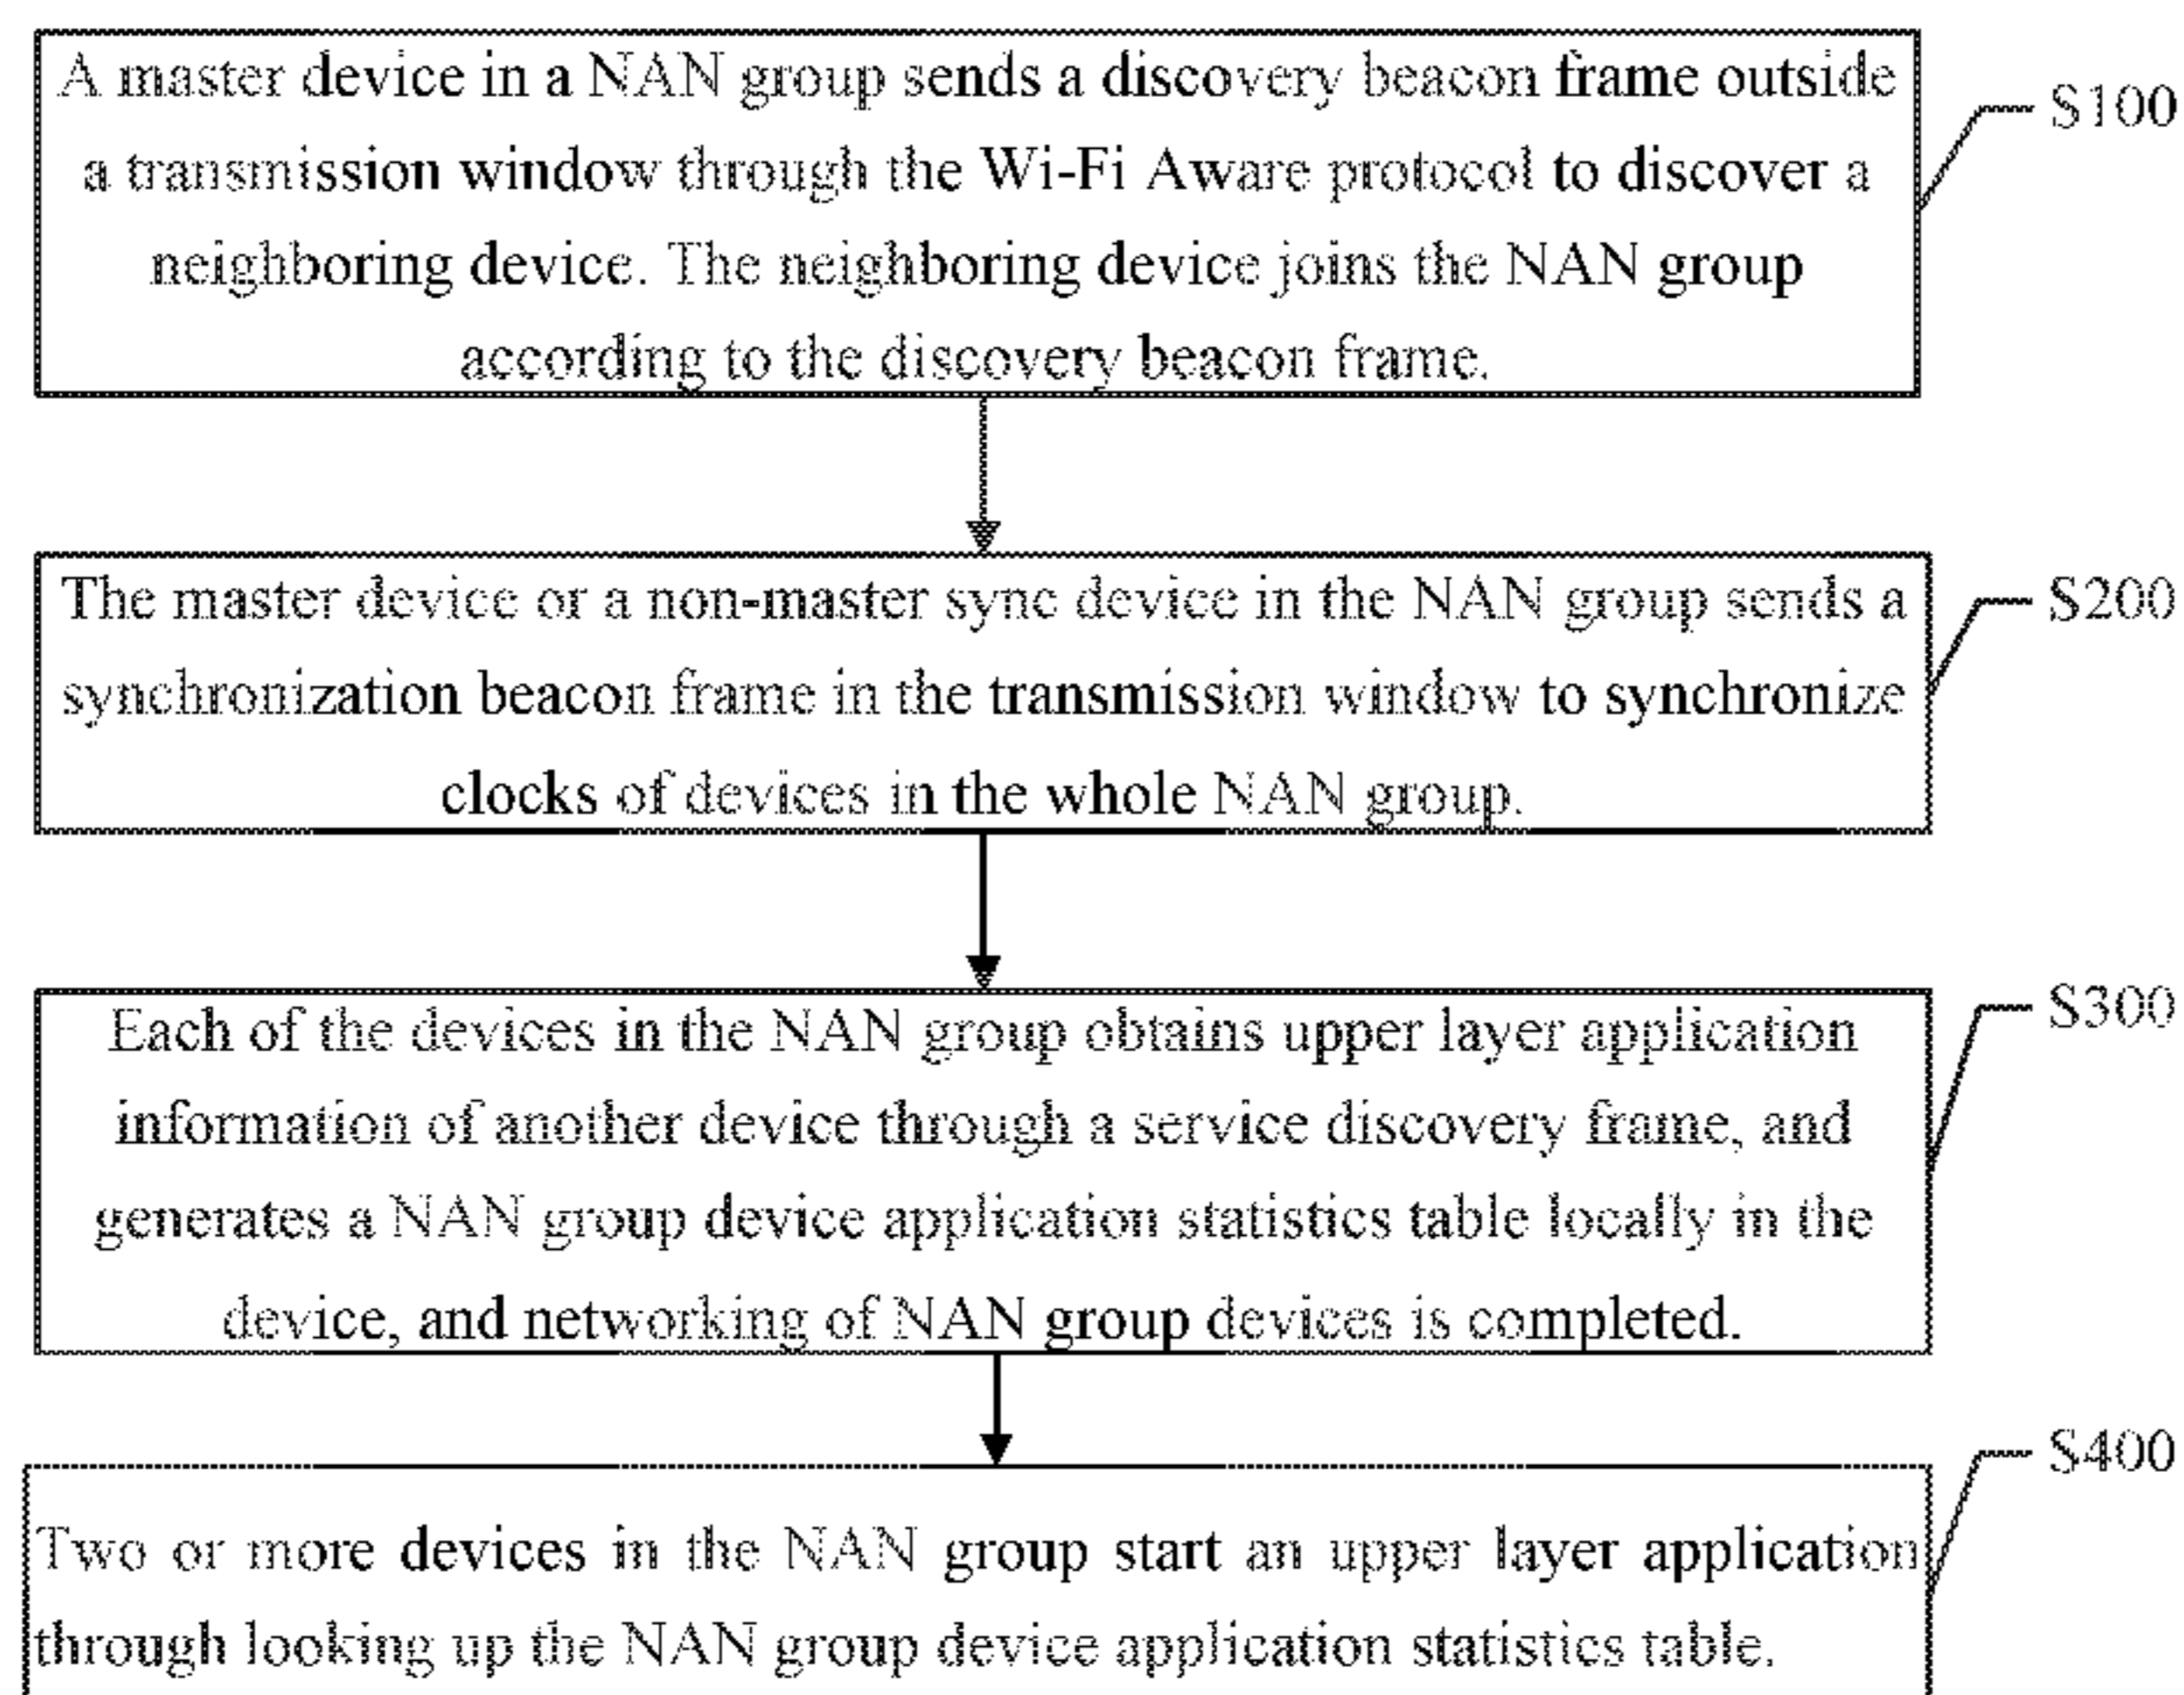 A master device in a NAN group sends a discovery beacon frame outside
a transmission window through the Wi-Fi Aware protocol to discover a
neighboring device. The neighboring device joins the NAN group
according to the discovery beacon frame.
S100
The master device or a non-master sync device in the NAN group sends a
synchronization beacon frame in the transmission window to synchronize
clocks of devices in the whole NAN group.
S200
Each of the devices in the NAN group obtains upper layer application
information of another device through a service discovery frame, and
generates a NAN group device application statistics table locally in the
device, and networking of NAN group devices is completed.
S300
Two or more devices in the NAN group start an upper layer application
through looking up the NAN group device application statistics table.
S400